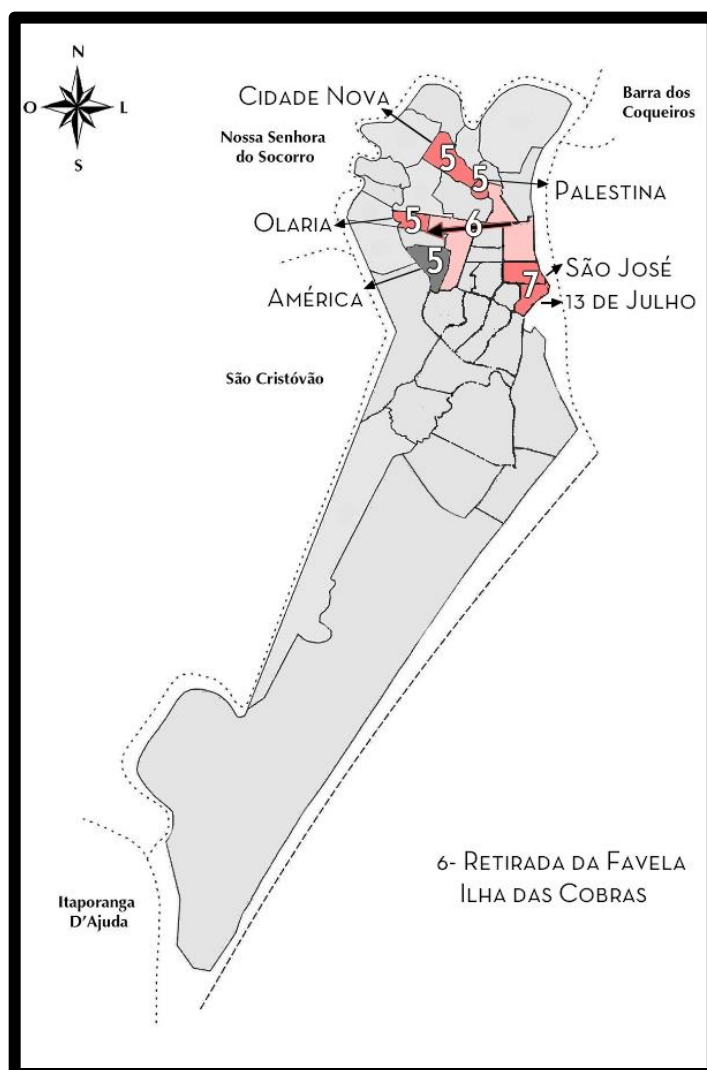 N
O
L
S
CIDADE NOVA
Barra dos
Coqueiros
Nossa Senhora
do Socorro
5
5
PALESTINA
OLARIA
5
6
5
SÃO JOSÉ
AMÉRICA
7
13 DE JULHO
São Cristóvão
6- RETIRADA DA FAVELA
ILHA DAS COBRAS
Itaporanga
D'Ajuda